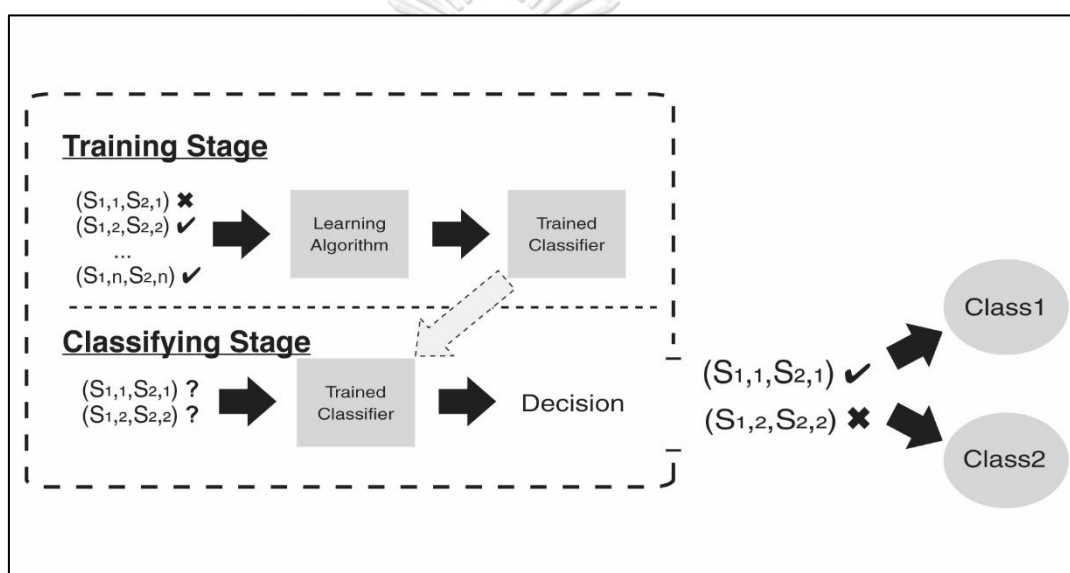 Training Stage
(S1,1,S2,1) ✖
(S1,2,S2,2) ✔
...
(S1,n,S2,n) ✔
Learning
Algorithm
Trained
Classifier
Classifying Stage
(S1,1,S2,1) ?
(S1,2,S2,2) ?
Trained
Classifier
Decision
(S1,1,S2,1) ✔
(S1,2,S2,2) ✖
Class1
Class2